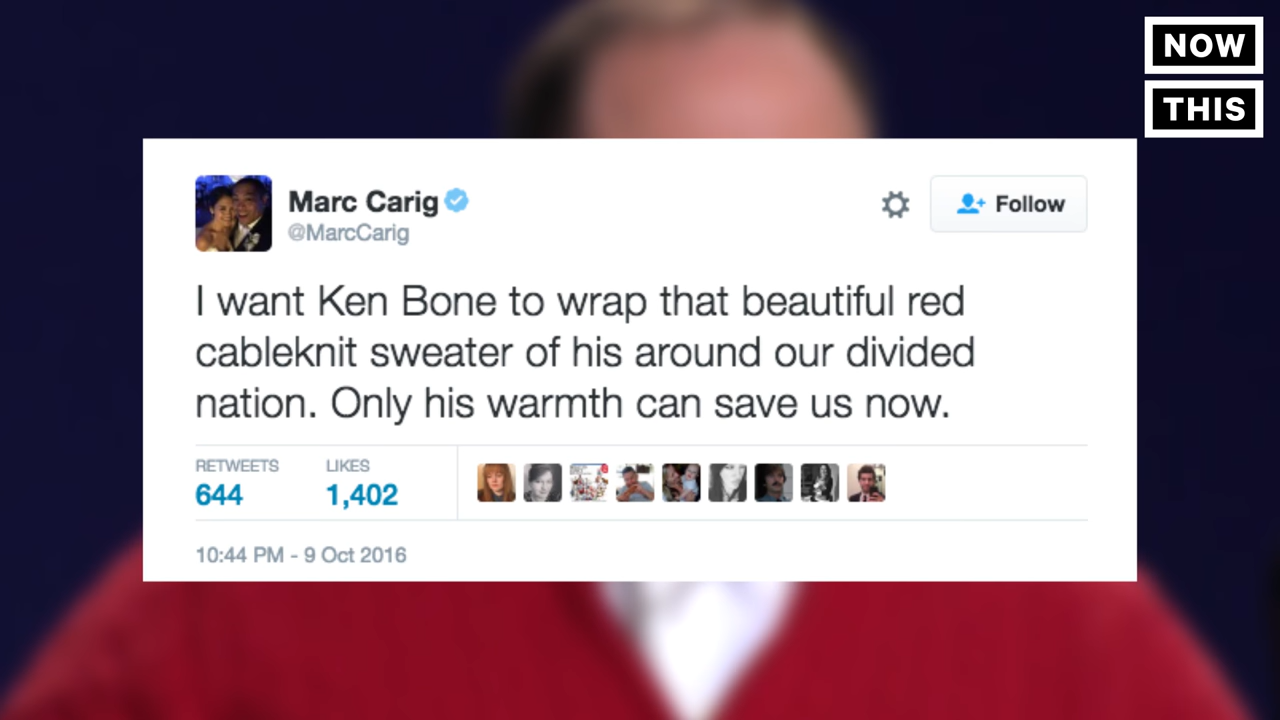 NOW
THIS
Marc Carig
@MarcCarig
Follow
I want Ken Bone to wrap that beautiful red
cableknit sweater of his around our divided
nation. Only his warmth can save us now.
RETWEETS LIKES
644 1,402
10:44 PM - 9 Oct 2016